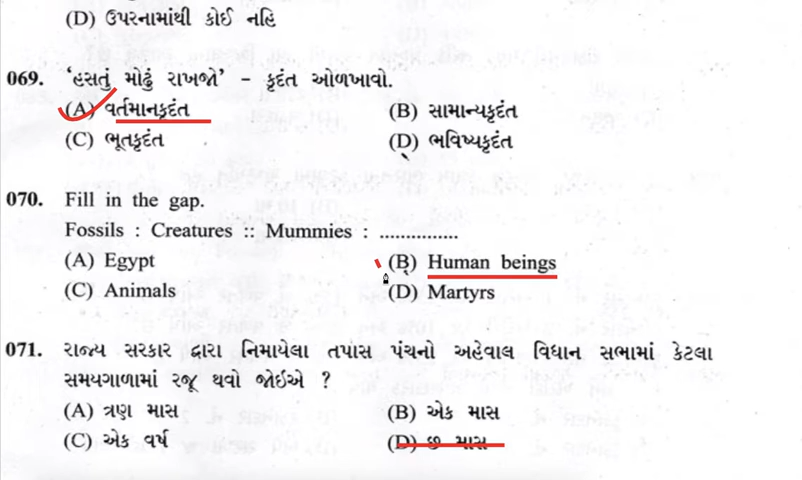 (D) ઉપરનામાંથી કોઈ નહિ
069. 'હસતું મોઢું રાખજો' – કૃદંત ઓળખાવો.
(A) વર્તમાનકૃદંત (B) સામાન્યકૃદંત
(C) ભૂતકૃદંત (D) ભવિષ્યકૃદંત
070. Fill in the gap.
Fossils : Creatures :: Mummies : ..............
(A) Egypt (B) Human beings
(C) Animals (D) Martyrs
071. રાજ્ય સરકાર દ્વારા નિમાયેલા તપાસ પંચનો અહેવાલ વિધાન સભામાં કેટલા
સમયગાળામાં રજૂ થવો જોઈએ ?
(A) ત્રણ માસ (B) એક માસ
(C) એક વર્ષ (D) છ માસ